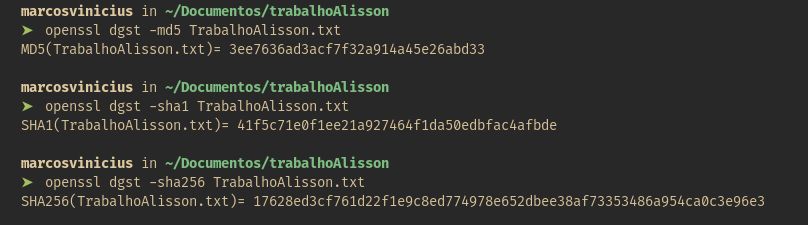 marcosvinicius in ~/Documentos/trabalhoAlisson
➤ openssl dgst -md5 TrabalhoAlisson.txt
MD5(TrabalhoAlisson.txt)= 3ee7636ad3acf7f32a914a45e26abd33
marcosvinicius in ~/Documentos/trabalhoAlisson
➤ openssl dgst -sha1 TrabalhoAlisson.txt
SHA1(TrabalhoAlisson.txt)= 41f5c71e0f1ee21a927464f1da50edbfac4afbde
marcosvinicius in ~/Documentos/trabalhoAlisson
➤ openssl dgst -sha256 TrabalhoAlisson.txt
SHA256(TrabalhoAlisson.txt)= 17628ed3cf761d22f1e9c8ed774978e652dbee38af73353486a954ca0c3e96e3